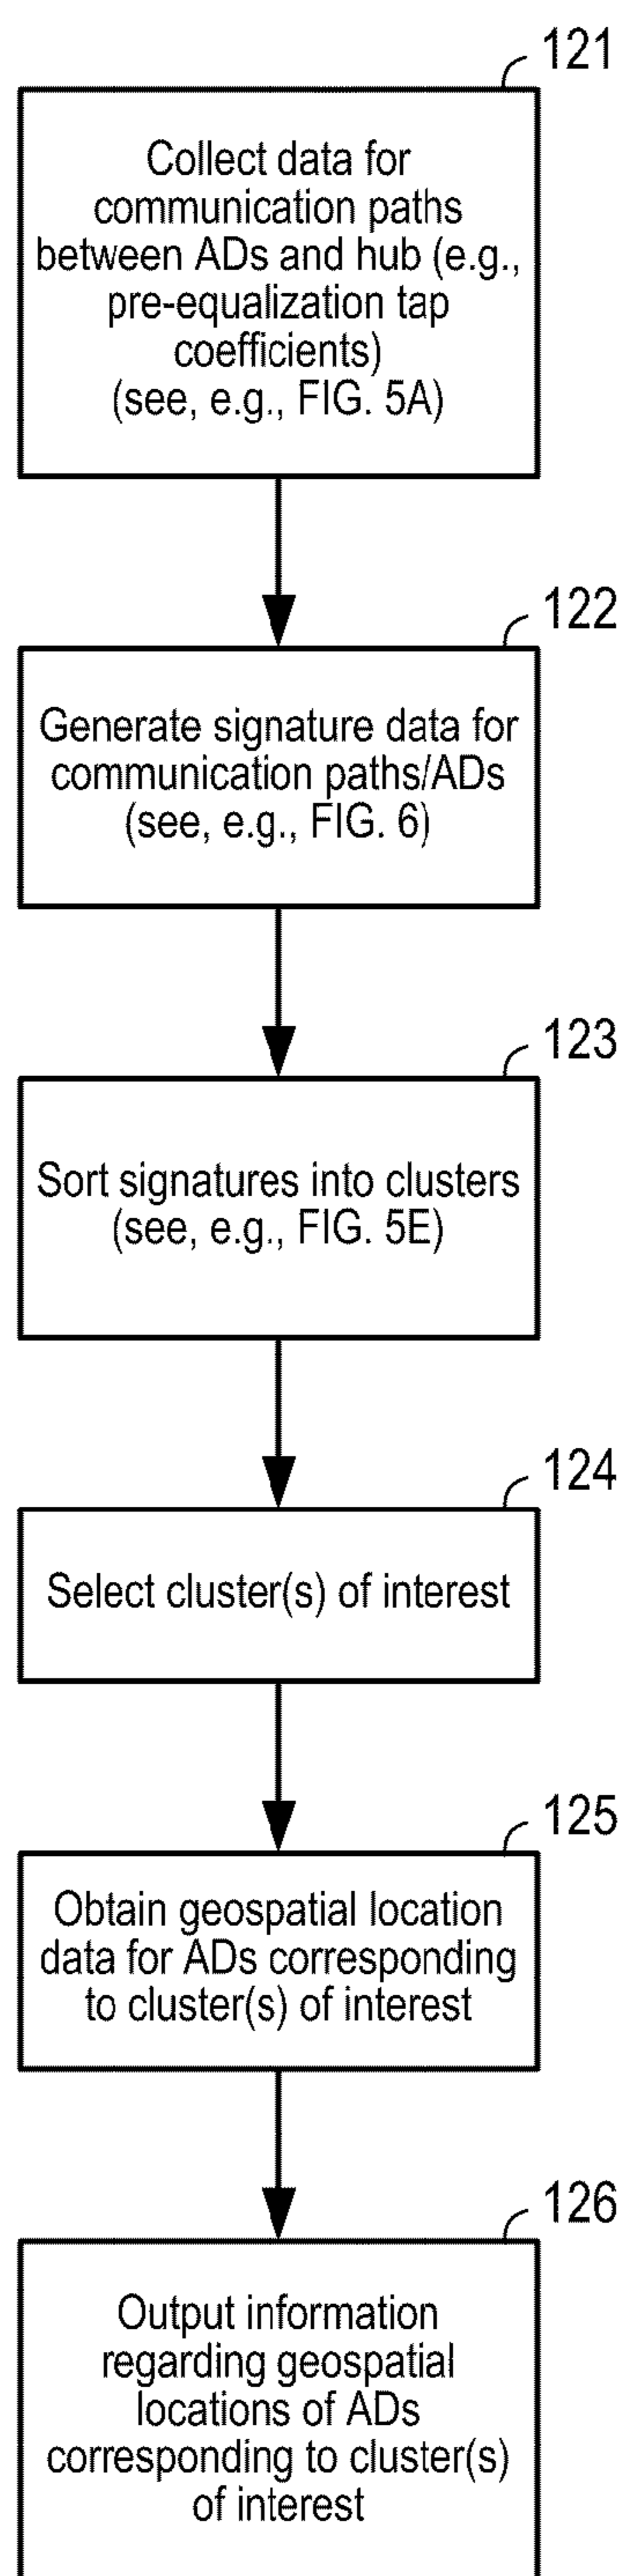 121
Collect data for
communication paths
between ADs and hub (e.g.,
pre-equalization tap
coefficients)
(see, e.g., FIG. 5A)
122
Generate signature data for
communication paths/ADs
(see, e.g., FIG. 6)
123
Sort signatures into clusters
(see, e.g., FIG. 5E)
124
Select cluster(s) of interest
125
Obtain geospatial location
data for ADs corresponding
to cluster(s) of interest
126
Output information
regarding geospatial
locations of ADs
corresponding to cluster(s)
of interest